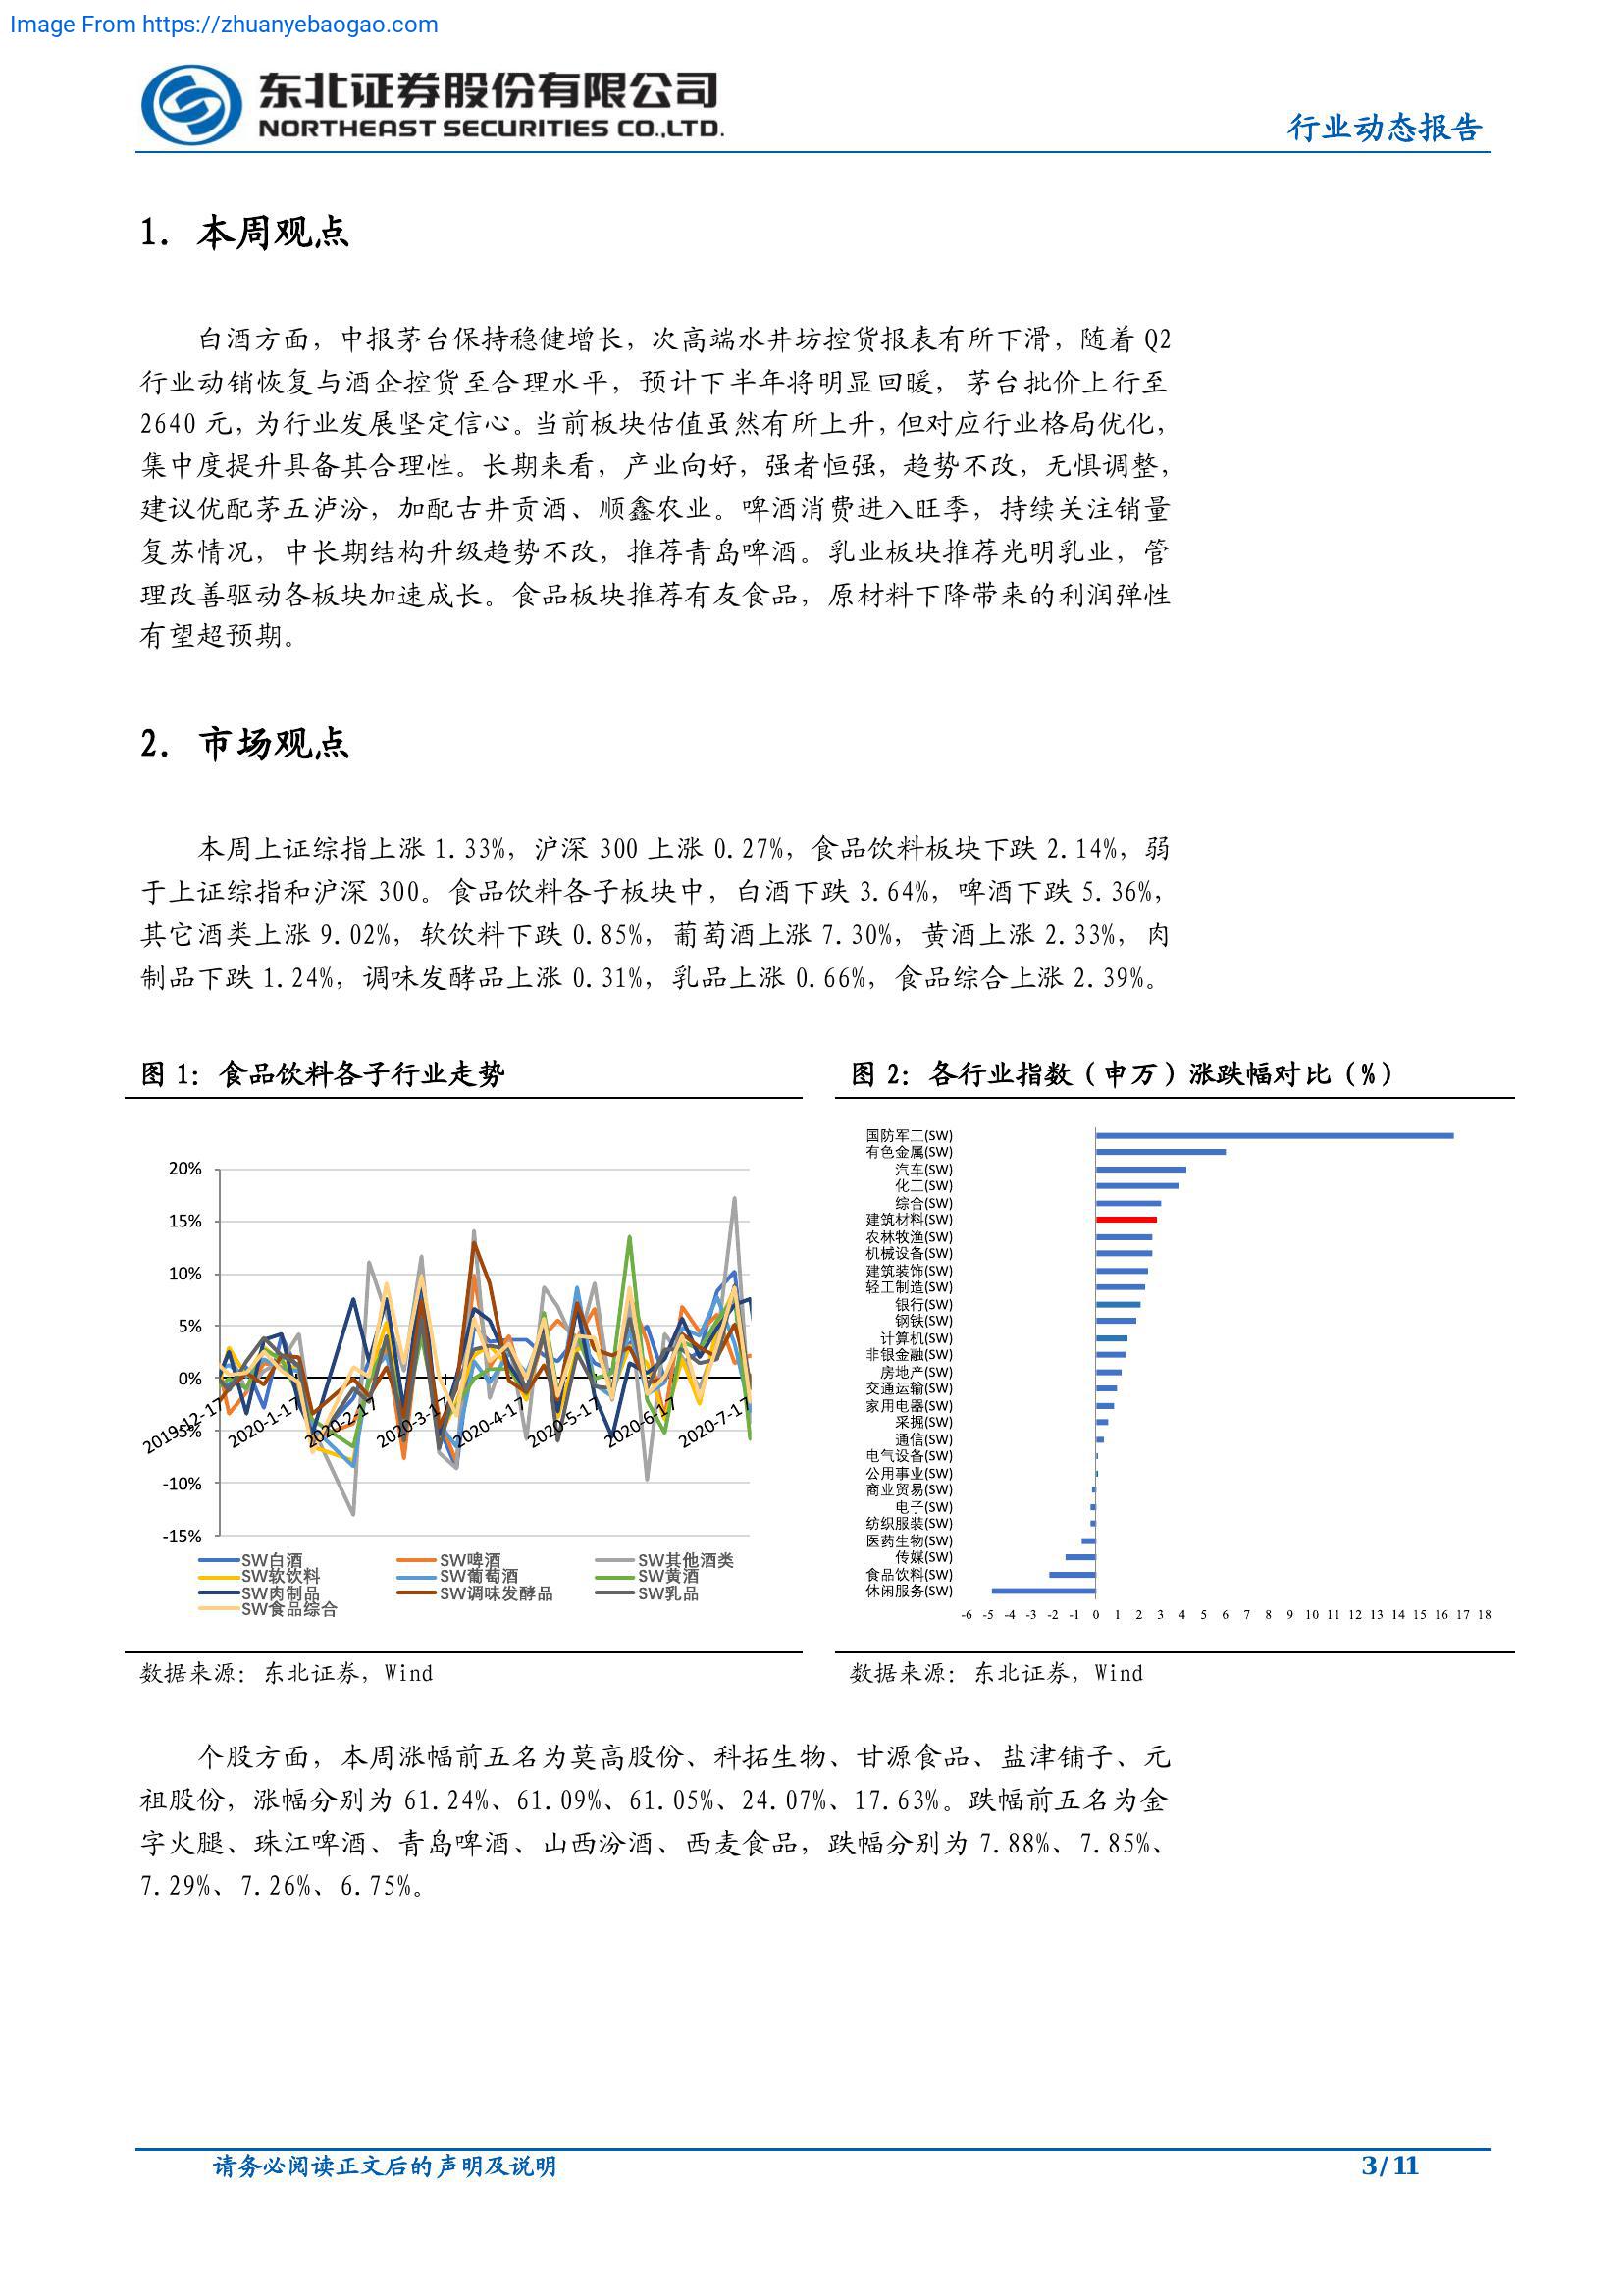 Image From https://zhuanyebaogao.com
东北证券股份有限公司
NORTHEAST SECURITIES CO.,LTD.
行业动态报告
1. 本周观点
白酒方面，中报茅台保持稳健增长，次高端水井坊控货报表有所下滑，随着 Q2
行业动销恢复与酒企控货至合理水平，预计下半年将明显回暖，茅台批价上行至
2640 元，为行业发展坚定信心。当前板块估值虽然有所上升，但对应行业格局优化，
集中度提升具备其合理性。长期来看，产业向好，强者恒强，趋势不改，无惧调整，
建议优配茅五泸汾，加配古井贡酒、顺鑫农业。啤酒消费进入旺季，持续关注销量
复苏情况，中长期结构升级趋势不改，推荐青岛啤酒。乳业板块推荐光明乳业，管
理改善驱动各板块加速成长。食品板块推荐有友食品，原材料下降带来的利润弹性
有望超预期。
2. 市场观点
本周上证综指上涨 1.33%，沪深 300 上涨 0.27%，食品饮料板块下跌 2.14%，弱
于上证综指和沪深 300。食品饮料各子板块中，白酒下跌 3.64%，啤酒下跌 5.36%，
其它酒类上涨 9.02%，软饮料下跌 0.85%，葡萄酒上涨 7.30%，黄酒上涨 2.33%，肉
制品下跌 1.24%，调味发酵品上涨 0.31%，乳品上涨 0.66%，食品综合上涨 2.39%。
图 1：食品饮料各子行业走势
20%
15%
10%
5%
0%
-5%
-10%
-15%
2019-12-17 2020-1-17 2020-2-17 2020-3-17 2020-4-17 2020-5-17 2020-6-17 2020-7-17
SW白酒 SW啤酒 SW其他酒类
SW软饮料 SW葡萄酒 SW黄酒
SW肉制品 SW调味发酵品 SW乳品
SW食品综合
数据来源：东北证券，Wind
图 2：各行业指数（申万）涨跌幅对比（%）
国防军工(SW)
有色金属(SW)
汽车(SW)
化工(SW)
综合(SW)
建筑材料(SW)
农林牧渔(SW)
机械设备(SW)
建筑装饰(SW)
轻工制造(SW)
银行(SW)
钢铁(SW)
计算机(SW)
非银金融(SW)
房地产(SW)
交通运输(SW)
家用电器(SW)
采掘(SW)
通信(SW)
电气设备(SW)
公用事业(SW)
商业贸易(SW)
电子(SW)
纺织服装(SW)
医药生物(SW)
传媒(SW)
食品饮料(SW)
休闲服务(SW)
-6 -5 -4 -3 -2 -1 0 1 2 3 4 5 6 7 8 9 10 11 12 13 14 15 16 17 18
数据来源：东北证券，Wind
个股方面，本周涨幅前五名为莫高股份、科拓生物、甘源食品、盐津铺子、元
祖股份，涨幅分别为 61.24%、61.09%、61.05%、24.07%、17.63%。跌幅前五名为金
字火腿、珠江啤酒、青岛啤酒、山西汾酒、西麦食品，跌幅分别为 7.88%、7.85%、
7.29%、7.26%、6.75%。
请务必阅读正文后的声明及说明
3 / 11